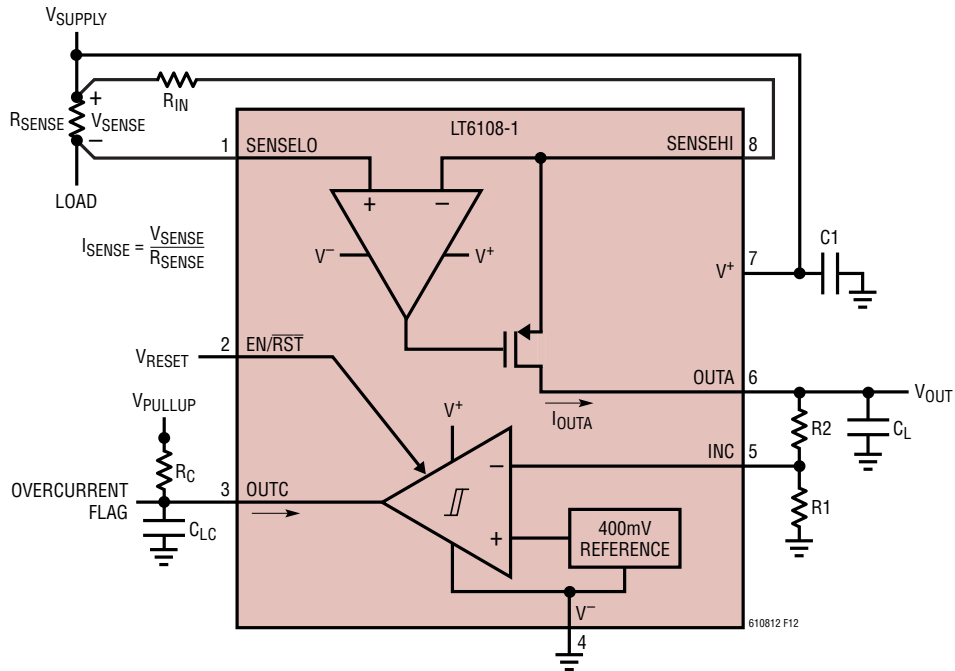 VSUPPLY
RIN
+
RSENSE
VSENSE
–
LOAD
ISENSE = VSENSE
RSENSE
LT6108-1
1
SENSELO
SENSEHI
8
+
–
V–
V+
C1
7
V+
2
EN/R̅S̅T̅
VRESET
VPULLUP
RC
OVERCURRENT
FLAG
3
OUTC
CLC
OUTA
6
VOUT
IOUTA
R2
CL
V+
INC
5
–
R1
+
400mV
REFERENCE
V–
4
610812 F12